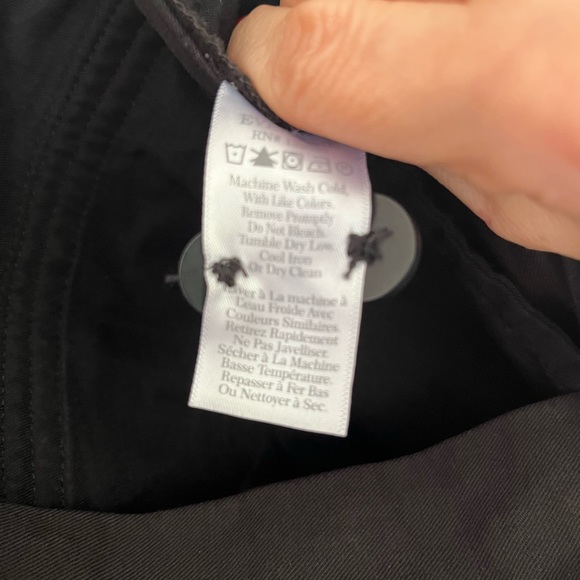 RN#
Machine Wash Cold,
With Like Colors.
Remove Promptly
Do Not Bleach.
Tumble Dry Low.
Cool Iron
Or Dry Clean
à La machine à
L'eau Froide Avec
Couleurs Similaires.
Retirez Rapidement
Ne Pas Javelliser.
Sécher à La Machine
Basse Température.
Repasser à Fer Bas
Ou Nettoyer à Sec.